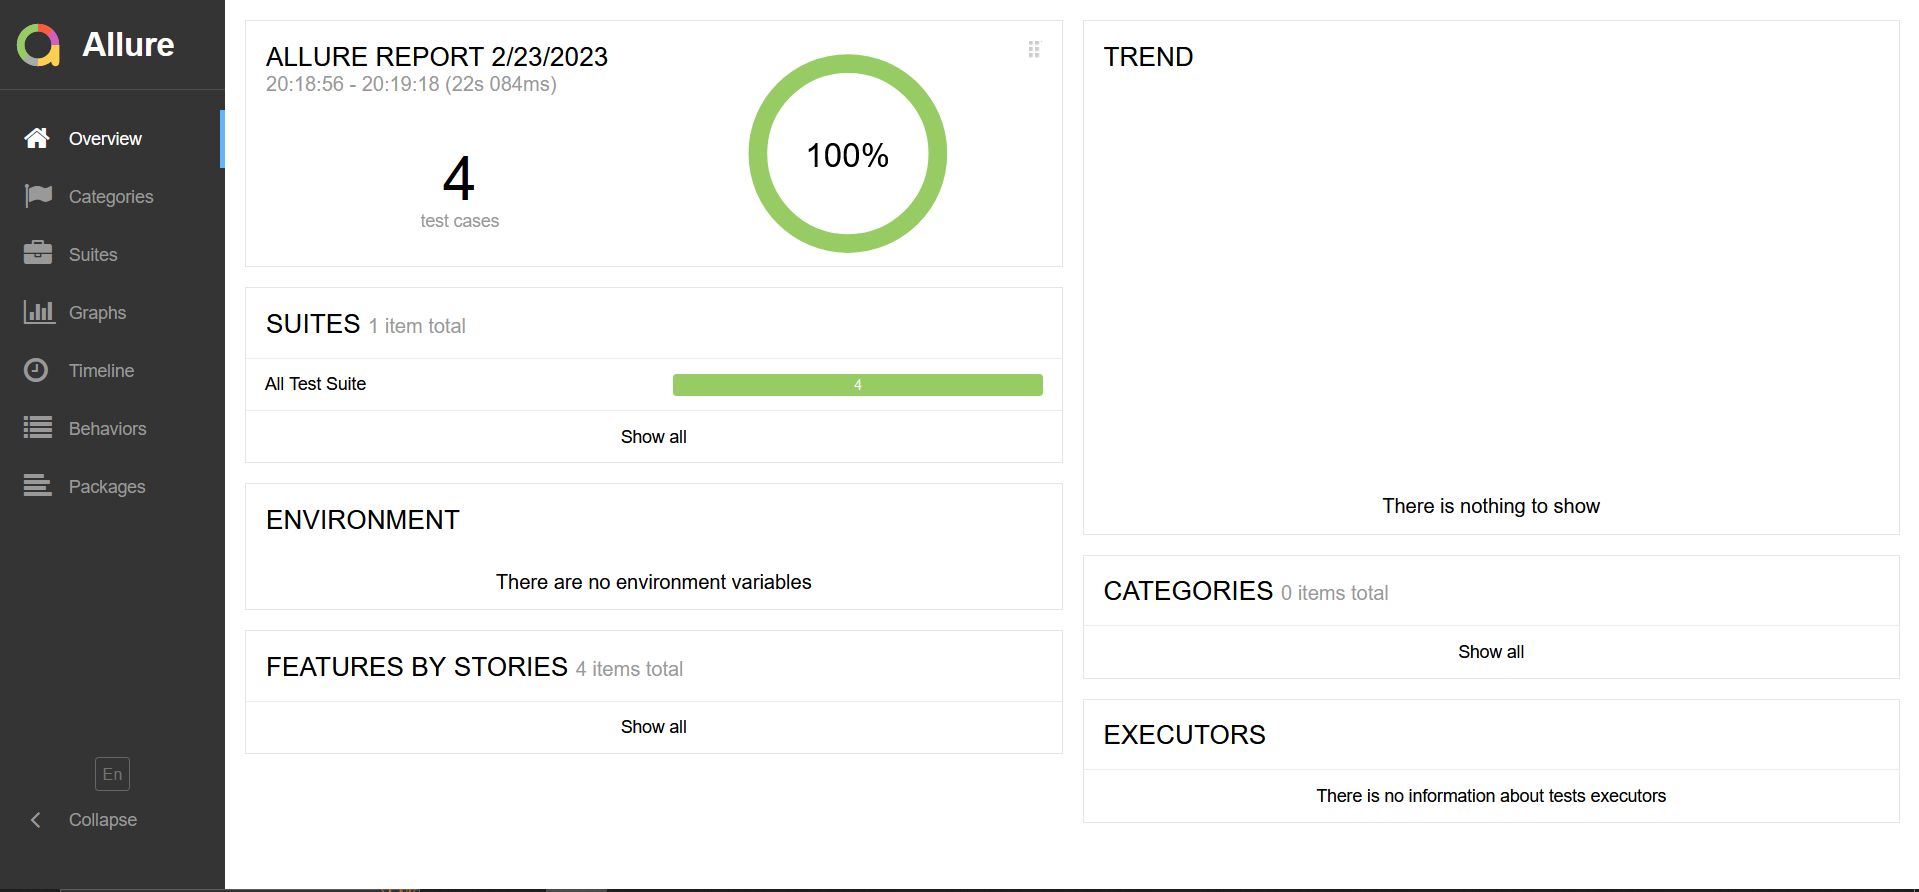 Allure
Overview
Categories
Suites
Graphs
Timeline
Behaviors
Packages
En
Collapse
ALLURE REPORT 2/23/2023
20:18:56 - 20:19:18 (22s 084ms)
4
test cases
100%
SUITES 1 item total
All Test Suite 4
Show all
ENVIRONMENT
There are no environment variables
FEATURES BY STORIES 4 items total
Show all
TREND
There is nothing to show
CATEGORIES 0 items total
Show all
EXECUTORS
There is no information about tests executors